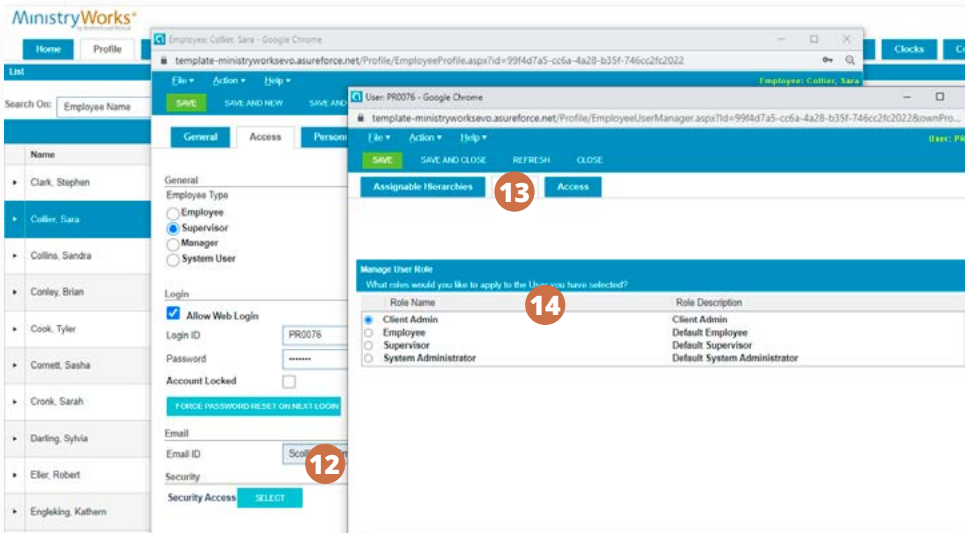 MinistryWorks®
Home Profile Clocks
List
Search On: Employee Name
Name
Clark, Stephen
Collier, Sara
Collins, Sandra
Conley, Brian
Cook, Tyler
Cornett, Sasha
Cronk, Sarah
Darling, Sylvia
Eller, Robert
Engleking, Kathern
Employee: Collier, Sara - Google Chrome
template-ministryworksevo.asureforce.net/Profile/EmployeeProfile.aspx?id=99f4d7a5-cc6a-4a28-b35f-746cc2fc2022
File Action Help
Employee: Collier, Sara
SAVE SAVE AND NEW SAVE AND
General Access Person
General
Employee Type
Employee
Supervisor
Manager
System User
Login
Allow Web Login
Login ID PR0076
Password ••••••••
Account Locked
FORCE PASSWORD RESET ON NEXT LOGIN
Email
Email ID Scoll
12
Security
Security Access SELECT
User: PR0076 - Google Chrome
template-ministryworksevo.asureforce.net/Profile/EmployeeUserManager.aspx?id=99f4d7a5-cc6a-4a28-b35f-746cc2fc2022&ownPro...
File Action Help
User: PR
SAVE SAVE AND CLOSE REFRESH CLOSE
Assignable Hierarchies 13 Access
Manage User Role
What roles would you like to apply to the User you have selected?
14
Role Name Role Description
Client Admin Client Admin
Employee Default Employee
Supervisor Default Supervisor
System Administrator Default System Administrator